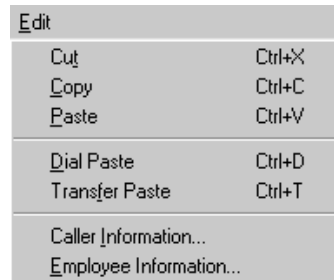 Edit
Cut Ctrl+X
Copy Ctrl+C
Paste Ctrl+V
Dial Paste Ctrl+D
Transfer Paste Ctrl+T
Caller Information...
Employee Information...